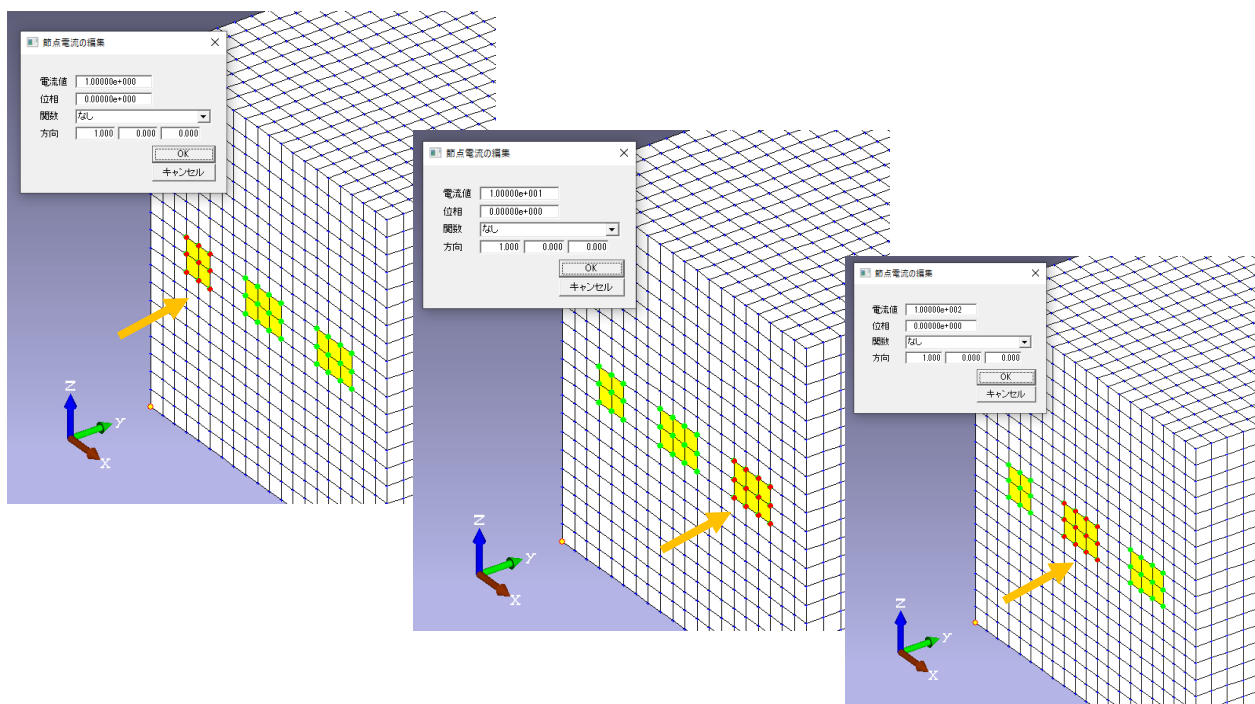 節点電流の編集
電流値 1.00000e+000
位相 0.00000e+000
関数 なし
方向 1.000 0.000 0.000
OK
キャンセル
Z
Y
X
節点電流の編集
電流値 1.00000e+001
位相 0.00000e+000
関数 なし
方向 1.000 0.000 0.000
OK
キャンセル
Z
Y
X
節点電流の編集
電流値 1.00000e+002
位相 0.00000e+000
関数 なし
方向 1.000 0.000 0.000
OK
キャンセル
Z
Y
X